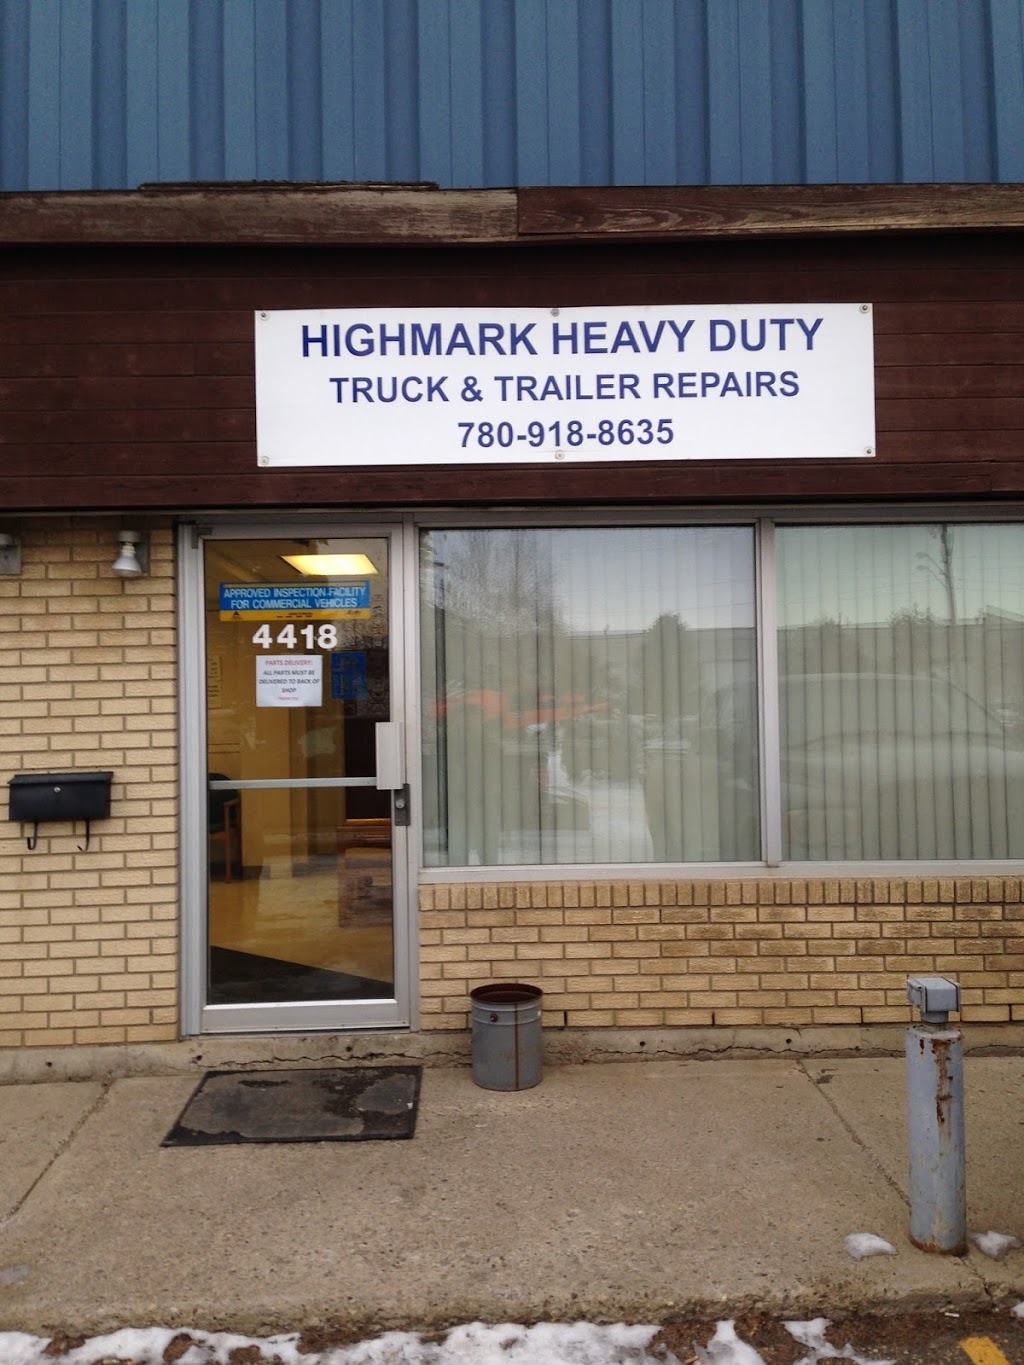 HIGHMARK HEAVY DUTY
TRUCK & TRAILER REPAIRS
780-918-8635
APPROVED INSPECTION FACILITY
FOR COMMERCIAL VEHICLES
4418
PARTS DELIVERY:
ALL PARTS MUST BE
DELIVERED TO BACK OF
SHOP